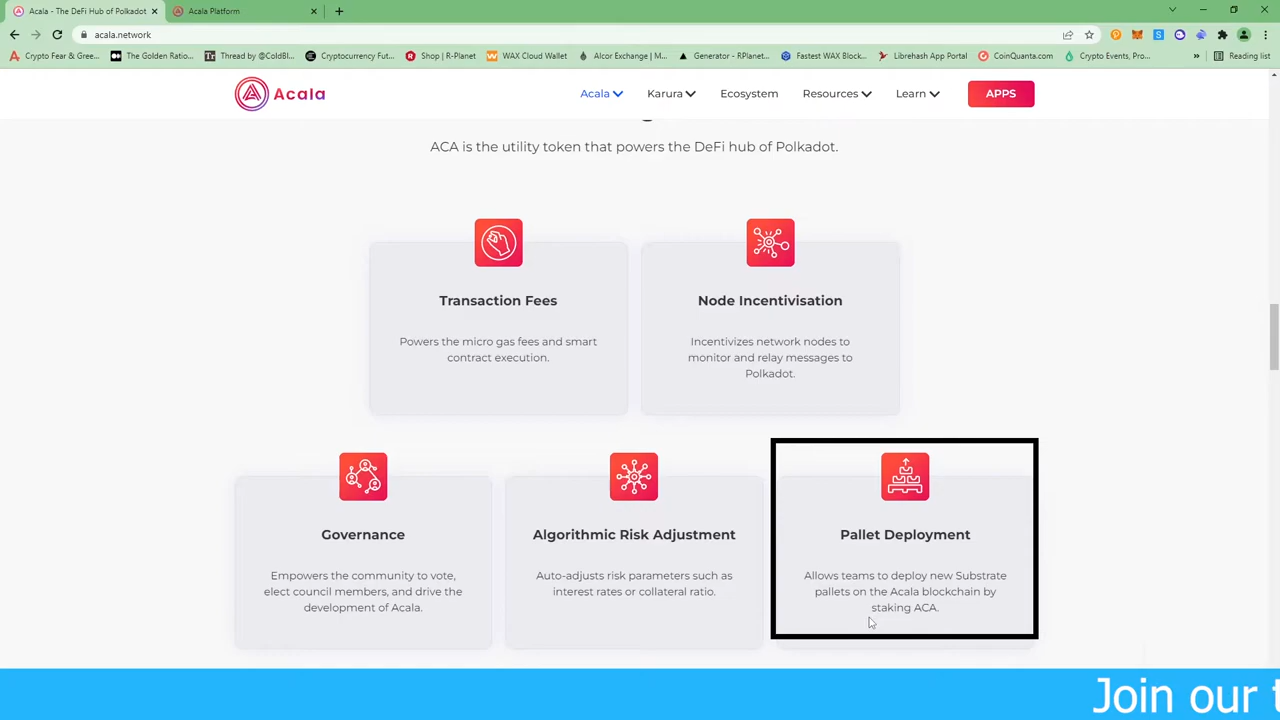 Acala - The DeFi Hub of Polkadot
Acala Platform
acala.network
Crypto Fear & Gree...
The Golden Ratio...
Thread by @ColdBl...
Cryptocurrency Fut...
Shop | R-Planet
WAX Cloud Wallet
Alcor Exchange | M...
Generator - RPlanet...
Fastest WAX Block...
Librehash App Portal
CoinQuanta.com
Crypto Events, Pro...
Reading list
Acala
Acala
Karura
Ecosystem
Resources
Learn
APPS
ACA is the utility token that powers the DeFi hub of Polkadot.
Transaction Fees
Powers the micro gas fees and smart
contract execution.
Node Incentivisation
Incentivizes network nodes to
monitor and relay messages to
Polkadot.
Governance
Empowers the community to vote,
elect council members, and drive the
development of Acala.
Algorithmic Risk Adjustment
Auto-adjusts risk parameters such as
interest rates or collateral ratio.
Pallet Deployment
Allows teams to deploy new Substrate
pallets on the Acala blockchain by
staking ACA.
Join our